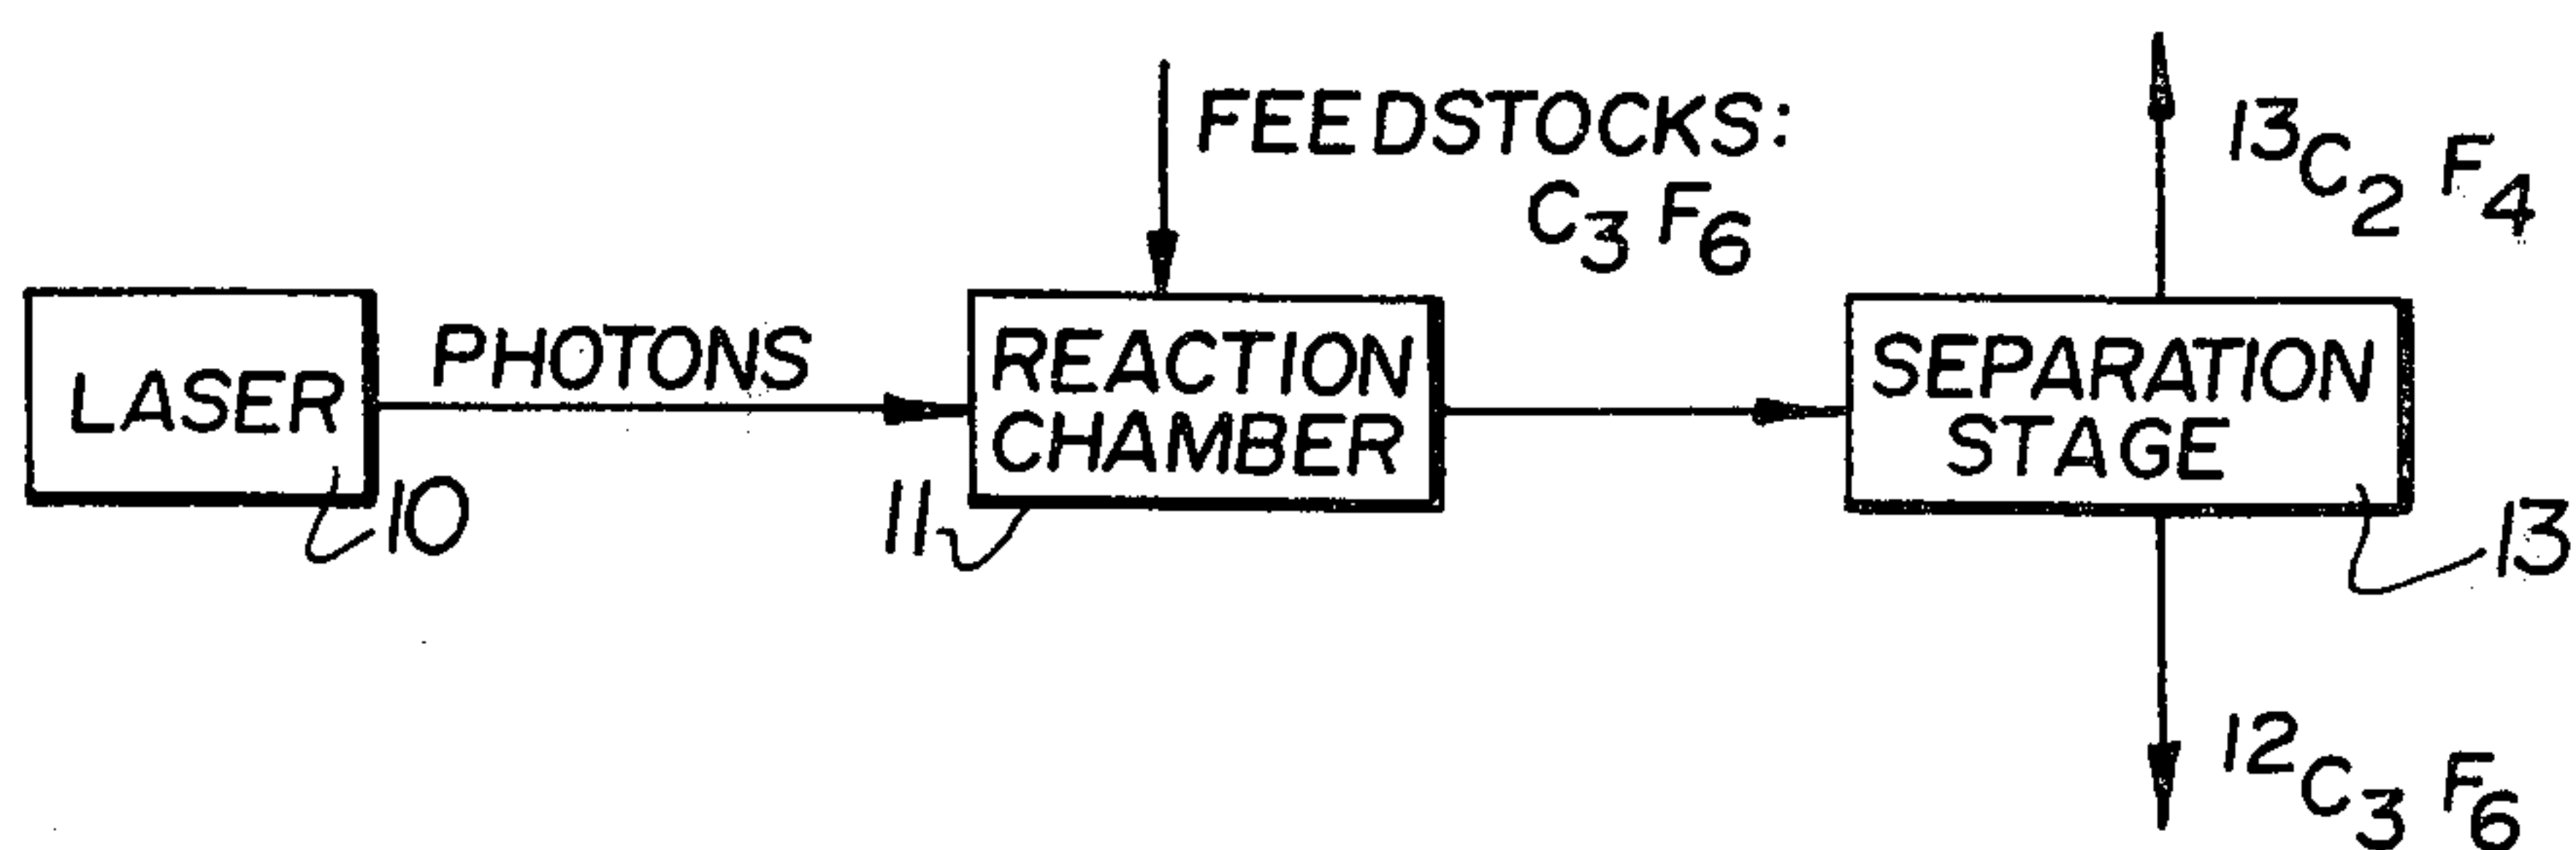 LASER
10
PHOTONS
FEEDSTOCKS:
C₃ F₆
REACTION
CHAMBER
11
SEPARATION
STAGE
13
¹³C₂ F₄
¹²C₃ F₆